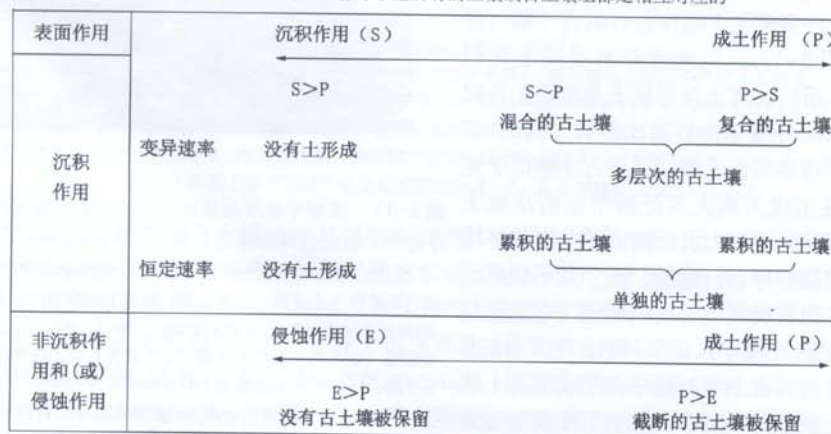 表面作用 沉积作用（S） 成土作用（P）
S>P S~P P>S
混合的古土壤 复合的古土壤
变异速率 没有土形成
沉积
作用
多层次的古土壤
累积的古土壤 累积的古土壤
恒定速率 没有土形成
单独的古土壤
非沉积作
用和(或)
侵蚀作用
侵蚀作用（E） 成土作用（P）
E>P P>E
没有古土壤被保留 截断的古土壤被保留